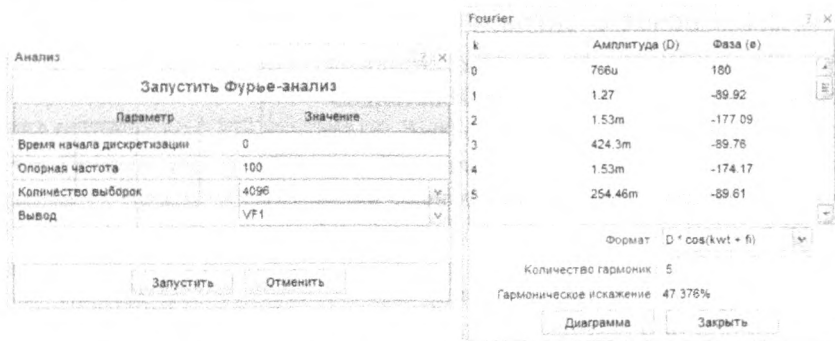 Анализ ? ×
Запустить Фурье-анализ
Параметр Значение
Время начала дискретизации 0
Опорная частота 100
Количество выборок 4096
Вывод VF1
Запустить Отменить
Fourier ? ×
k Амплитуда (D) Фаза (ø)
0 766u 180
1 1.27 -89.92
2 1.53m -177.09
3 424.3m -89.76
4 1.53m -174.17
5 254.46m -89.61
Формат D * cos(kwt + fi)
Количество гармоник 5
Гармоническое искажение 47.376%
Диаграмма Закрыть